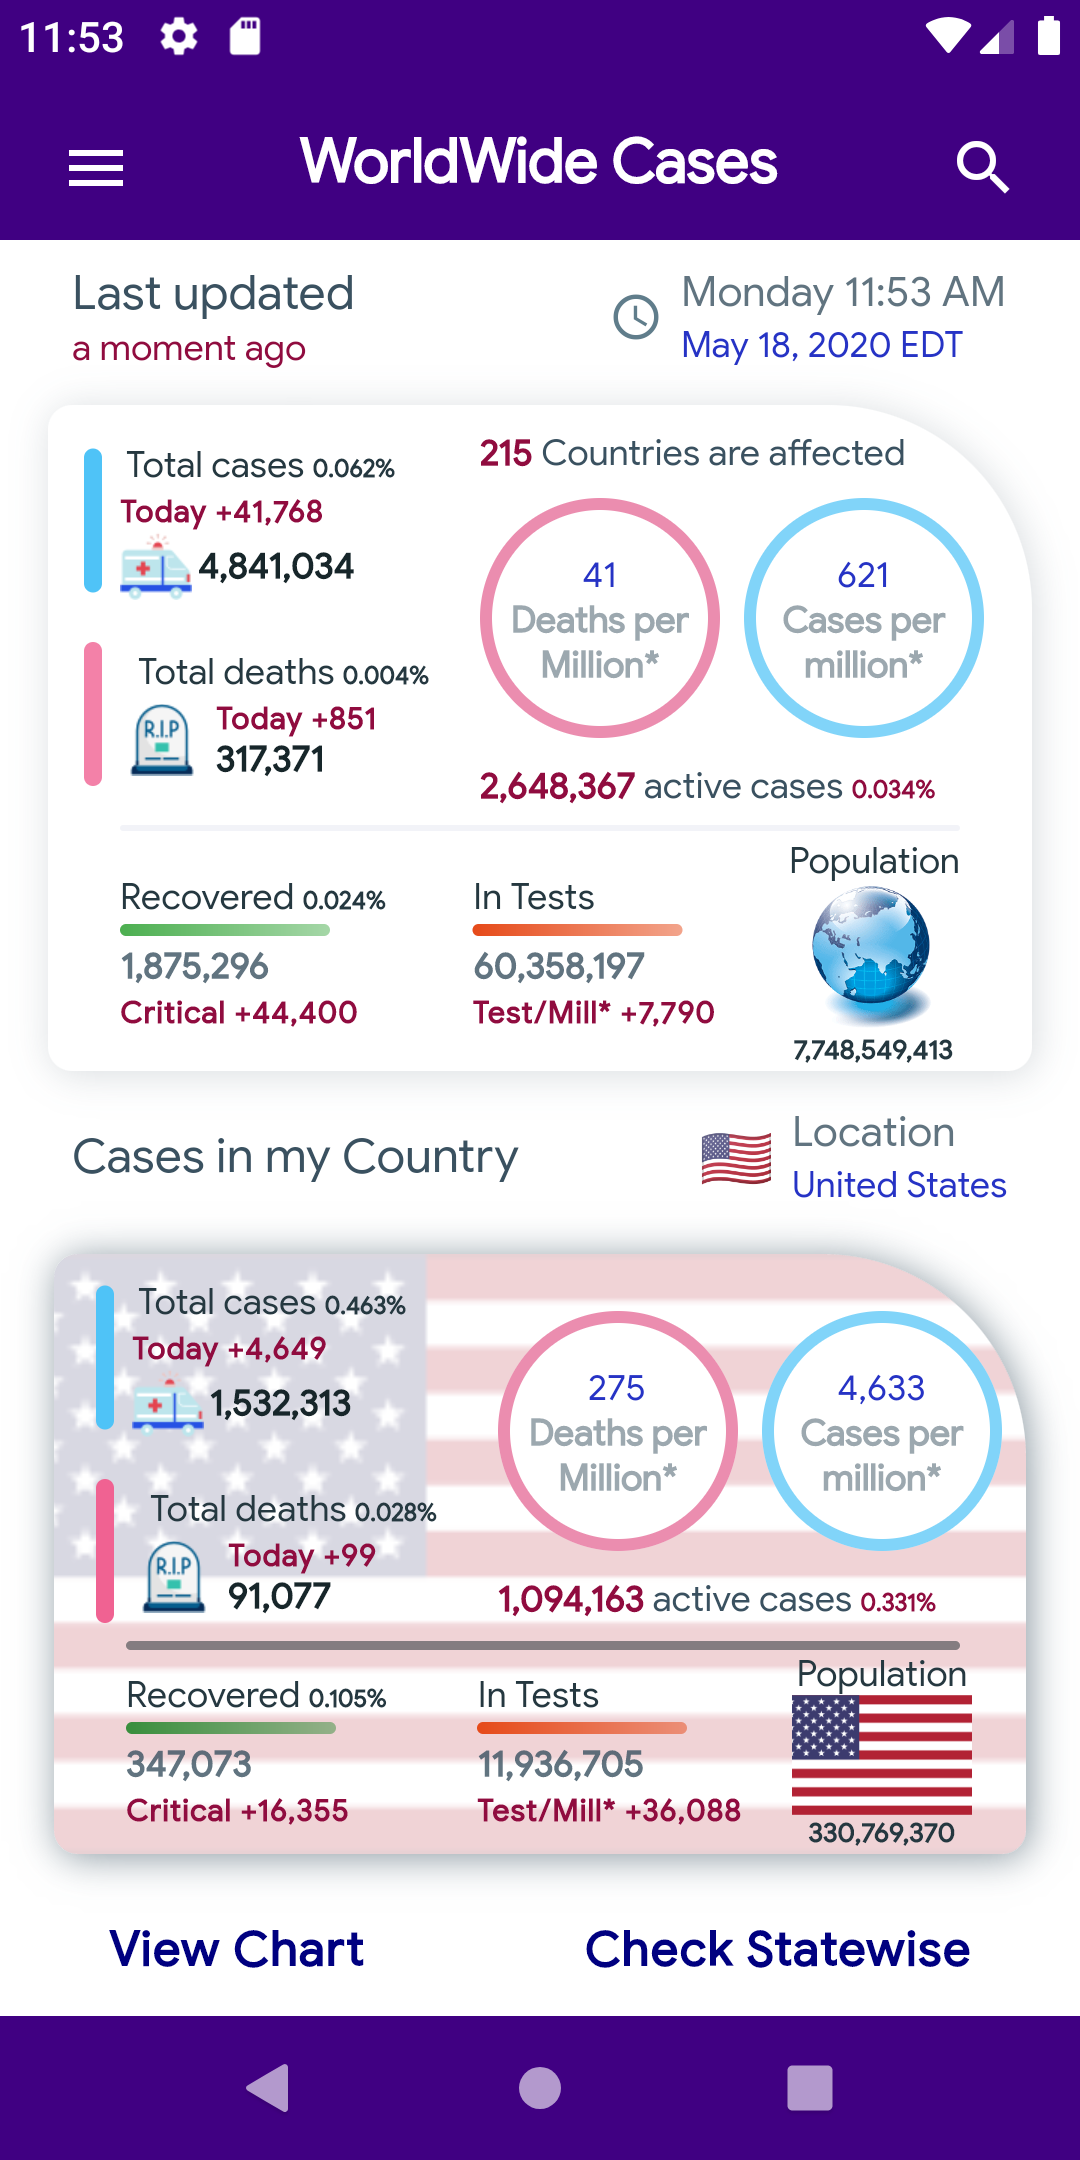 11:53
WorldWide Cases
Last updated
a moment ago
Monday 11:53 AM
May 18, 2020 EDT
Total cases 0.062%
Today +41,768
4,841,034
215 Countries are affected
41
Deaths per
Million*
621
Cases per
million*
Total deaths 0.004%
R.I.P
Today +851
317,371
2,648,367 active cases 0.034%
Recovered 0.024%
1,875,296
Critical +44,400
In Tests
60,358,197
Test/Mill* +7,790
Population
7,748,549,413
Cases in my Country
Location
United States
Total cases 0.463%
Today +4,649
1,532,313
275
Deaths per
Million*
4,633
Cases per
million*
Total deaths 0.028%
R.I.P
Today +99
91,077
1,094,163 active cases 0.331%
Recovered 0.105%
347,073
Critical +16,355
In Tests
11,936,705
Test/Mill* +36,088
Population
330,769,370
View Chart
Check Statewise